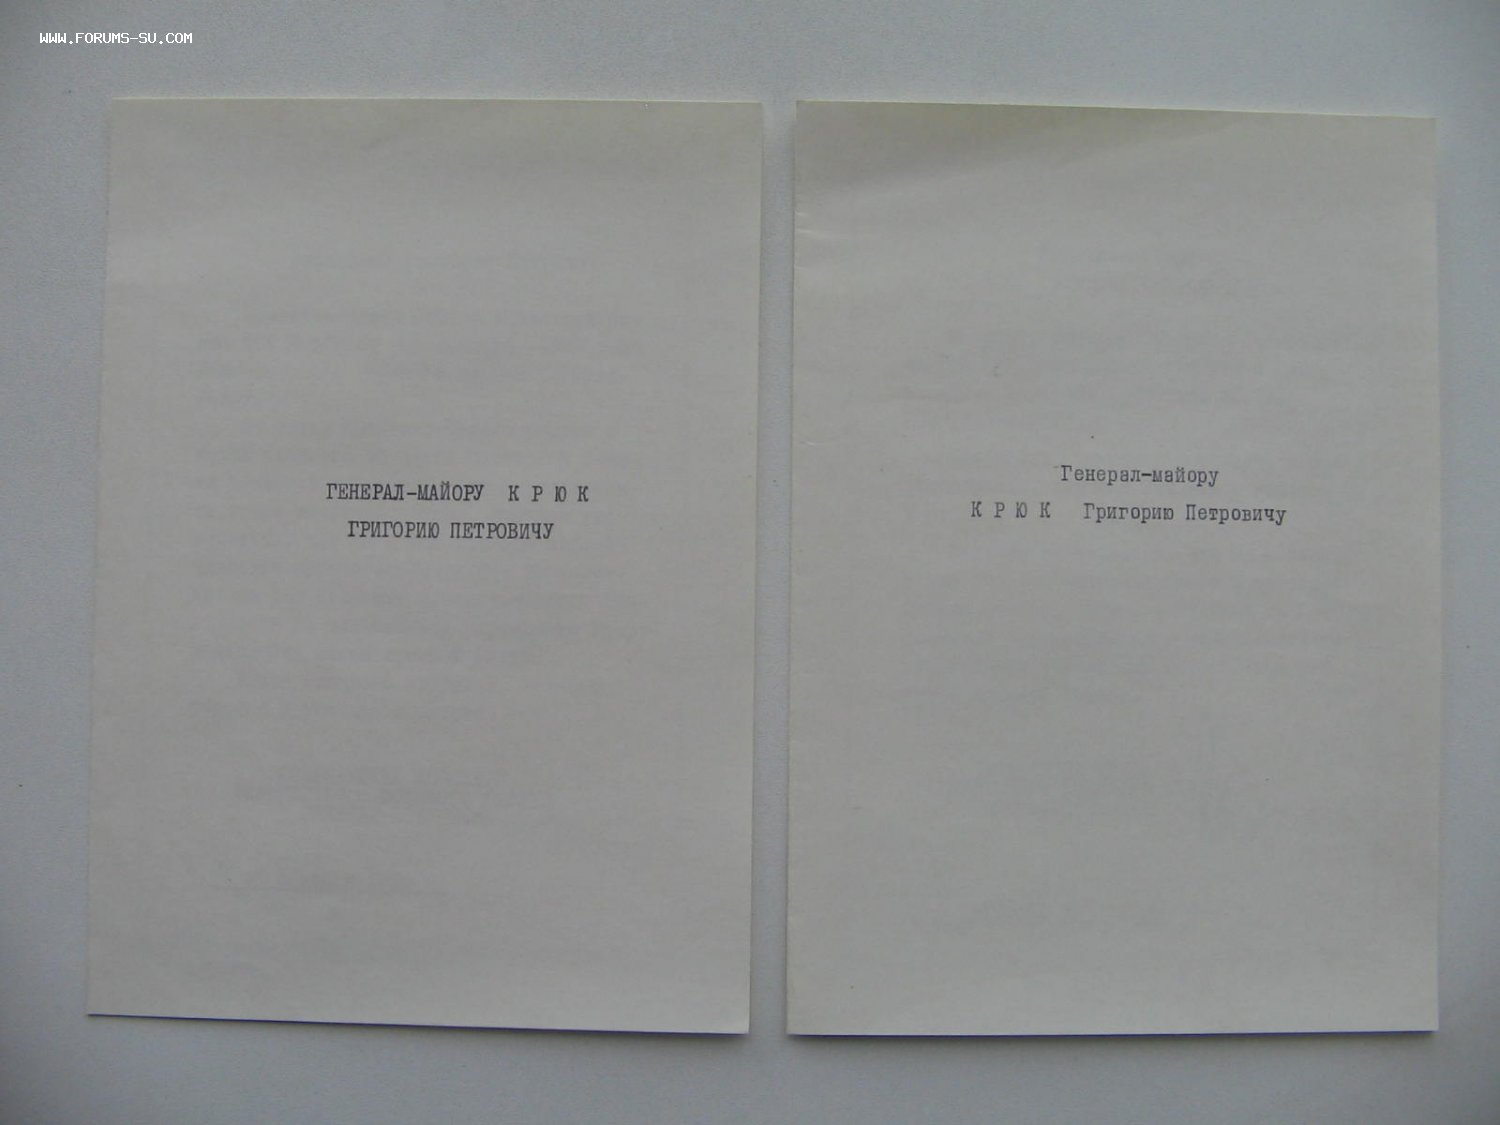 WWW.FORUMS-SU.COM
ГЕНЕРАЛ-МАЙОРУ К Р Ю К
ГРИГОРИЮ ПЕТРОВИЧУ
Генерал-майору
К Р Ю К Григорию Петровичу